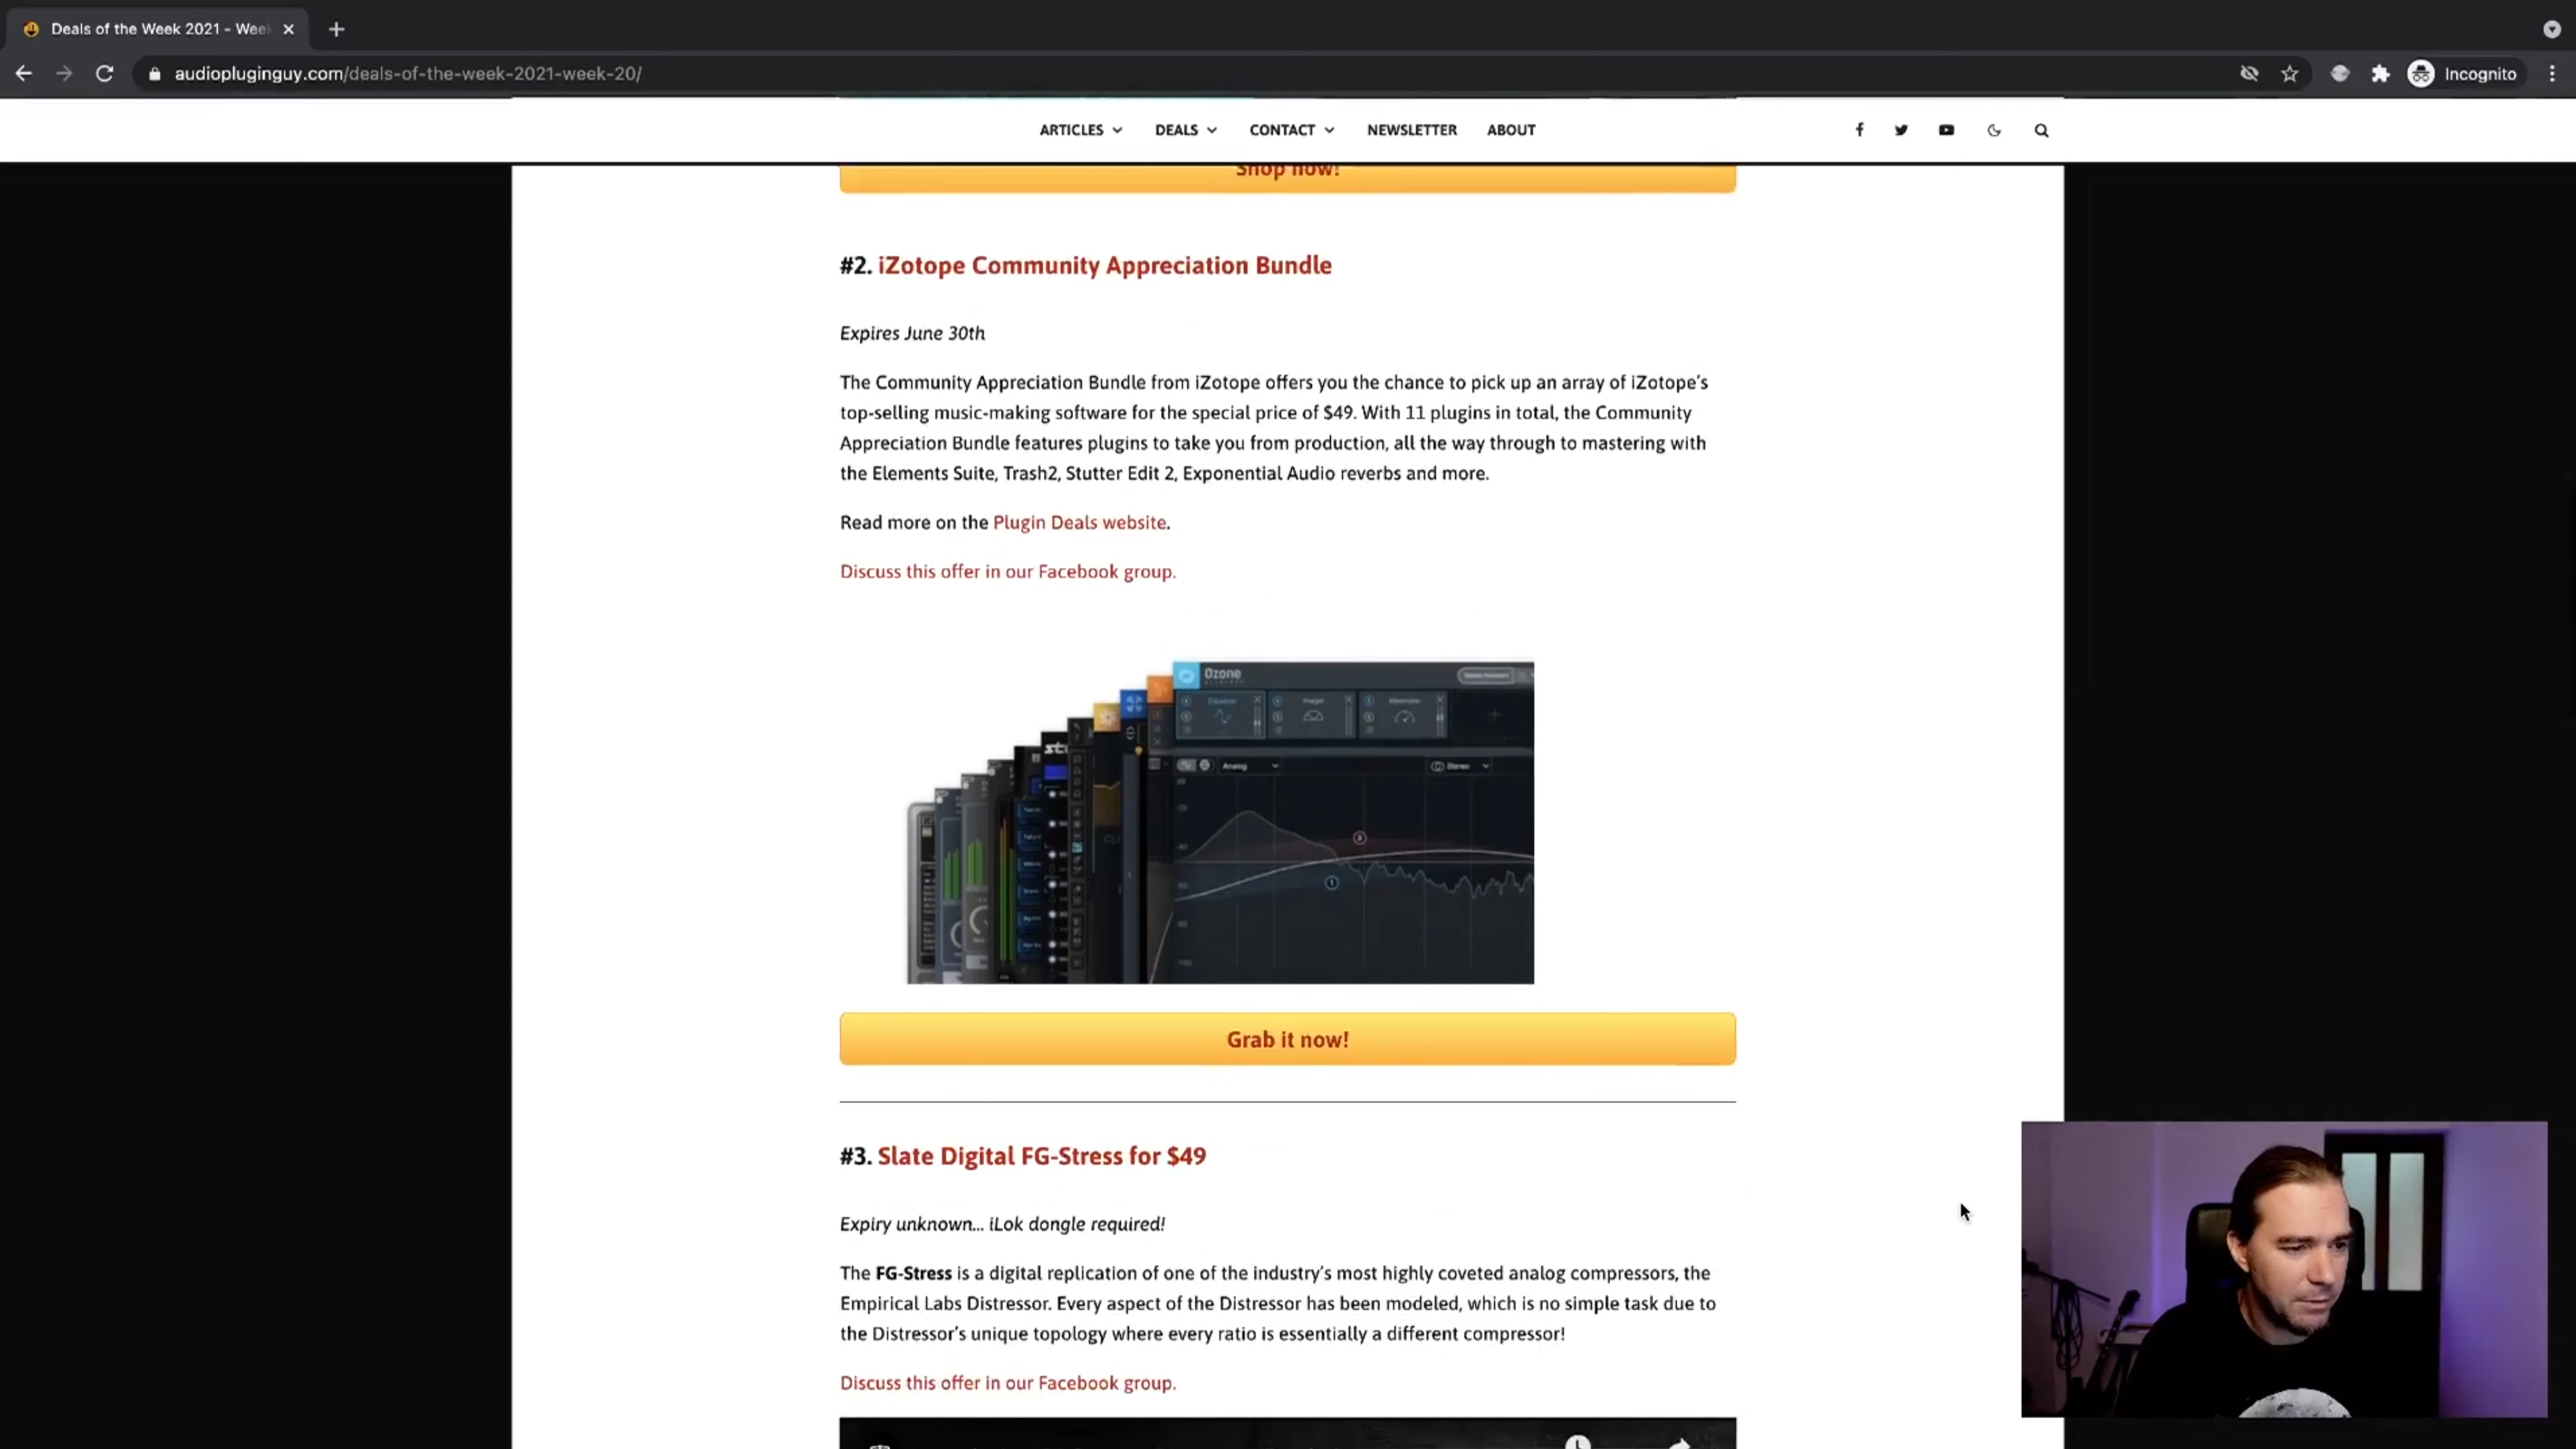 Deals of the Week 2021 - Week
audiopluginguy.com/deals-of-the-week-2021-week-20/
Incognito
ARTICLES DEALS CONTACT NEWSLETTER ABOUT
Shop now!
#2. iZotope Community Appreciation Bundle
Expires June 30th
The Community Appreciation Bundle from iZotope offers you the chance to pick up an array of iZotope's
top-selling music-making software for the special price of $49. With 11 plugins in total, the Community
Appreciation Bundle features plugins to take you from production, all the way through to mastering with
the Elements Suite, Trash2, Stutter Edit 2, Exponential Audio reverbs and more.
Read more on the Plugin Deals website.
Discuss this offer in our Facebook group.
Ozone
Equalizer Imager Maximizer
Analog Stereo
Grab it now!
#3. Slate Digital FG-Stress for $49
Expiry unknown... iLok dongle required!
The FG-Stress is a digital replication of one of the industry's most highly coveted analog compressors, the
Empirical Labs Distressor. Every aspect of the Distressor has been modeled, which is no simple task due to
the Distressor's unique topology where every ratio is essentially a different compressor!
Discuss this offer in our Facebook group.